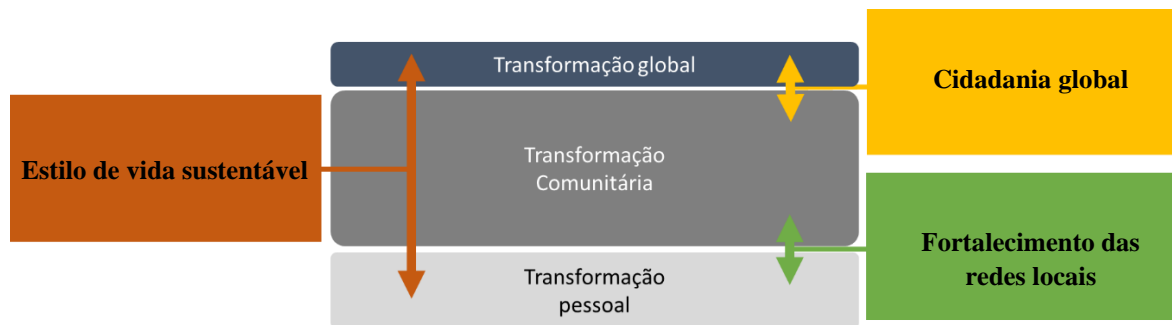 Transformação global
Cidadania global
Estilo de vida sustentável
Transformação
Comunitária
Fortalecimento das
redes locais
Transformação
pessoal